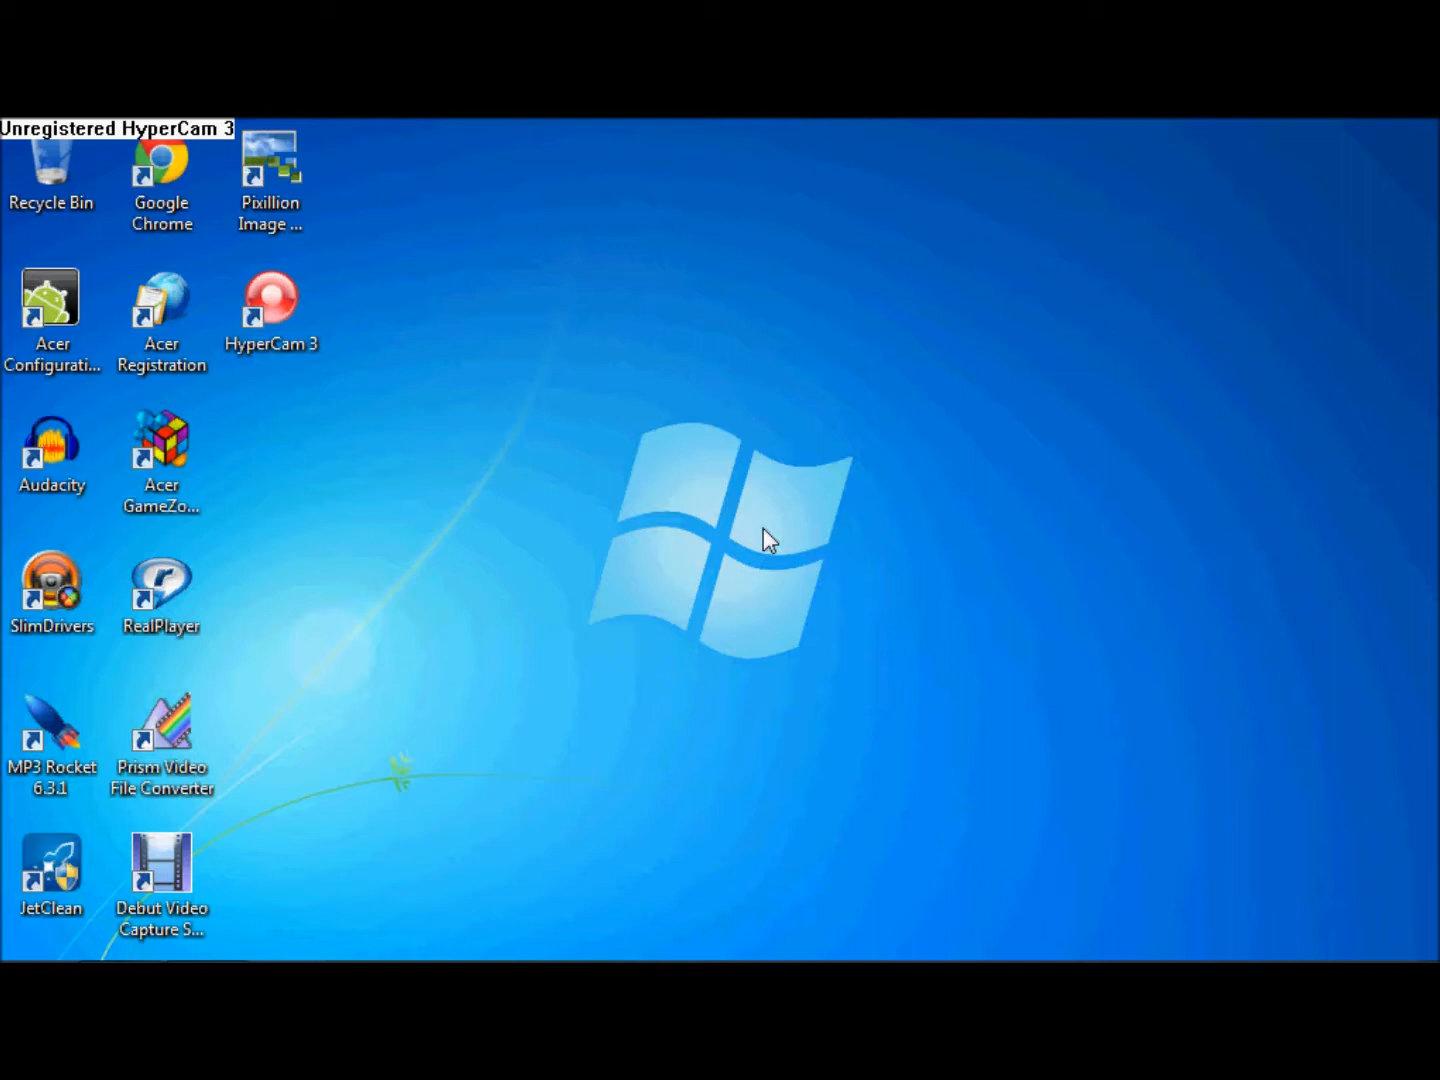 Unregistered HyperCam 3
Recycle Bin
Google
Chrome
Pixillion
Image ...
Acer
Configurati...
Acer
Registration
HyperCam 3
Audacity
Acer
GameZo...
SlimDrivers
RealPlayer
MP3 Rocket
6.3.1
Prism Video
File Converter
JetClean
Debut Video
Capture S...